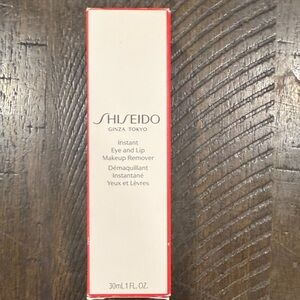 SHISEIDO
GINZA TOKYO
Instant
Eye and Lip
Makeup Remover
Démaquillant
Instantané
Yeux et Lèvres
30mL 1 FL. OZ.